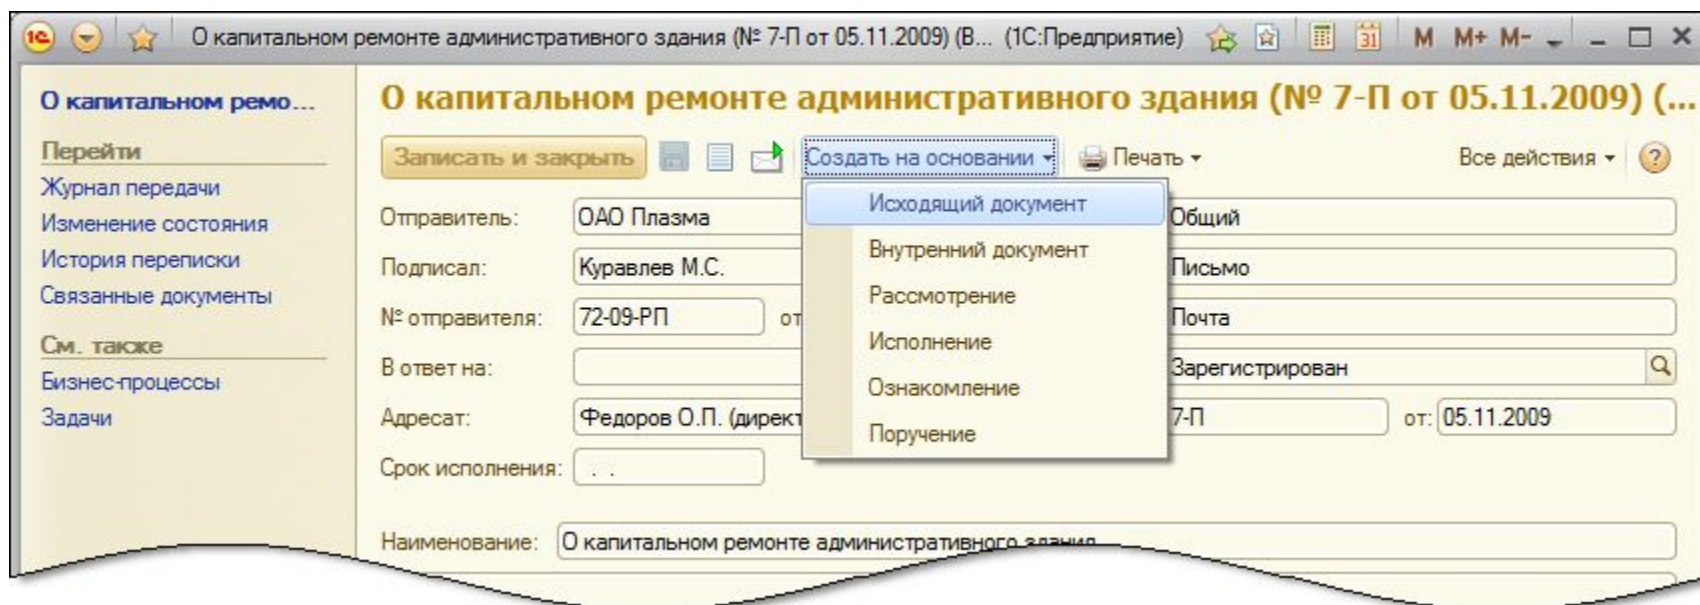 О капитальном ремонте административного здания (№ 7-П от 05.11.2009) (В... (1С:Предприятие) 31 M M+ M-
О капитальном ремо...
Перейти
Журнал передачи
Изменение состояния
История переписки
Связанные документы
См. также
Бизнес-процессы
Задачи
О капитальном ремонте административного здания (№ 7-П от 05.11.2009) (...
Записать и закрыть Создать на основании Печать Все действия ?
Исходящий документ
Внутренний документ
Рассмотрение
Исполнение
Ознакомление
Поручение
Отправитель: ОАО Плазма Общий
Подписал: Куравлев М.С. Письмо
№ отправителя: 72-09-РП от Почта
В ответ на: Зарегистрирован
Адресат: Федоров О.П. (директ 7-П от: 05.11.2009
Срок исполнения: . .
Наименование: О капитальном ремонте административного здания